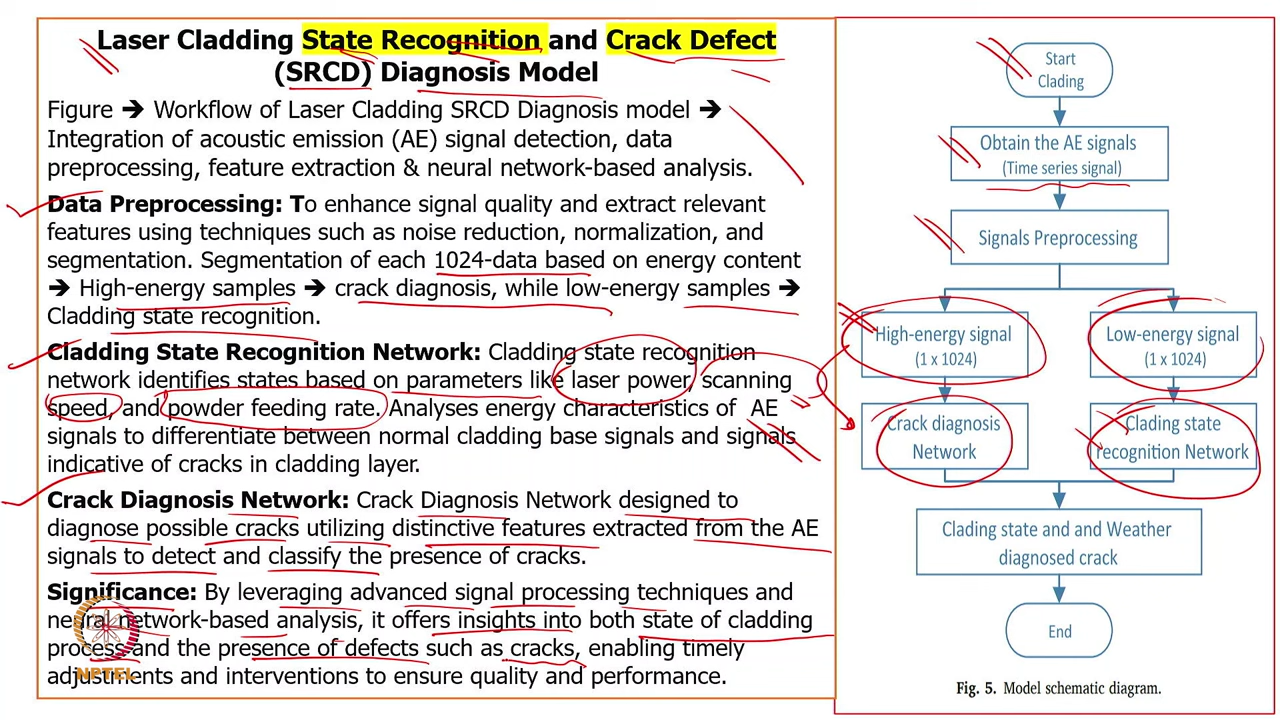 Laser Cladding State Recognition and Crack Defect
(SRCD) Diagnosis Model
Figure → Workflow of Laser Cladding SRCD Diagnosis model →
Integration of acoustic emission (AE) signal detection, data
preprocessing, feature extraction & neural network-based analysis.
Data Preprocessing: To enhance signal quality and extract relevant
features using techniques such as noise reduction, normalization, and
segmentation. Segmentation of each 1024-data based on energy content
→ High-energy samples → crack diagnosis, while low-energy samples →
Cladding state recognition.
Cladding State Recognition Network: Cladding state recognition
network identifies states based on parameters like laser power, scanning
speed, and powder feeding rate. Analyses energy characteristics of AE
signals to differentiate between normal cladding base signals and signals
indicative of cracks in cladding layer.
Crack Diagnosis Network: Crack Diagnosis Network designed to
diagnose possible cracks utilizing distinctive features extracted from the AE
signals to detect and classify the presence of cracks.
Significance: By leveraging advanced signal processing techniques and
neural network-based analysis, it offers insights into both state of cladding
process and the presence of defects such as cracks, enabling timely
adjustments and interventions to ensure quality and performance.
NPTEL
Start
Clading
Obtain the AE signals
(Time series signal)
Signals Preprocessing
High-energy signal
(1 x 1024)
Low-energy signal
(1 x 1024)
Crack diagnosis
Network
Clading state
recognition Network
Clading state and and Weather
diagnosed crack
End
Fig. 5. Model schematic diagram.